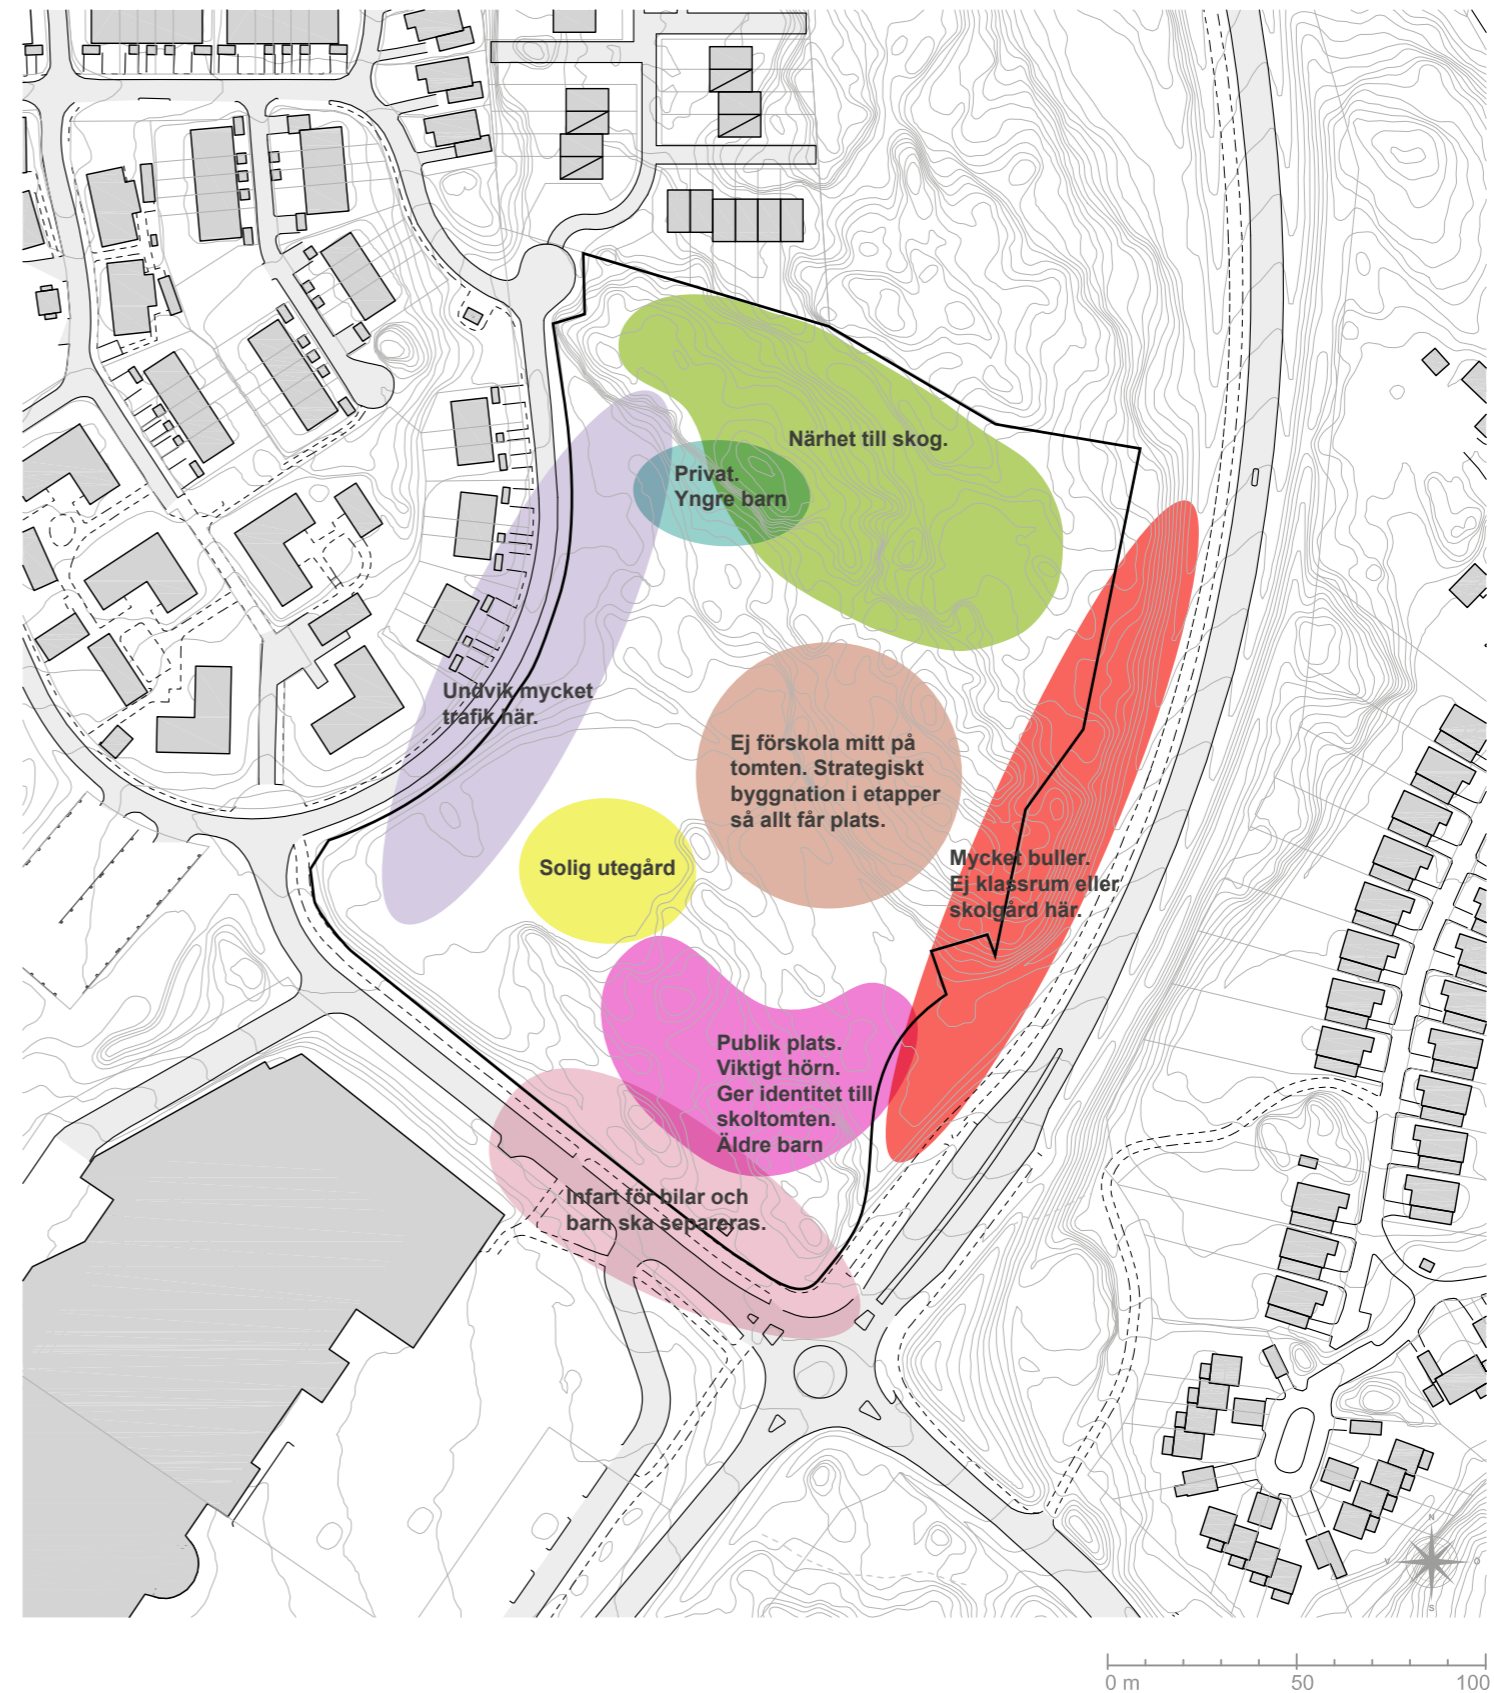 Närhet till skog.
Privat.
Yngre barn
Undvik mycket
trafik här.
Ej förskola mitt på
tomten. Strategiskt
byggnation i etapper
så allt får plats.
Solig utegård
Mycket buller.
Ej klassrum eller
skolgård här.
Publik plats.
Viktigt hörn.
Ger identitet till
skoltomten.
Äldre barn
Infart för bilar och
barn ska separeras.
N
V
O
S
0 m 50 100